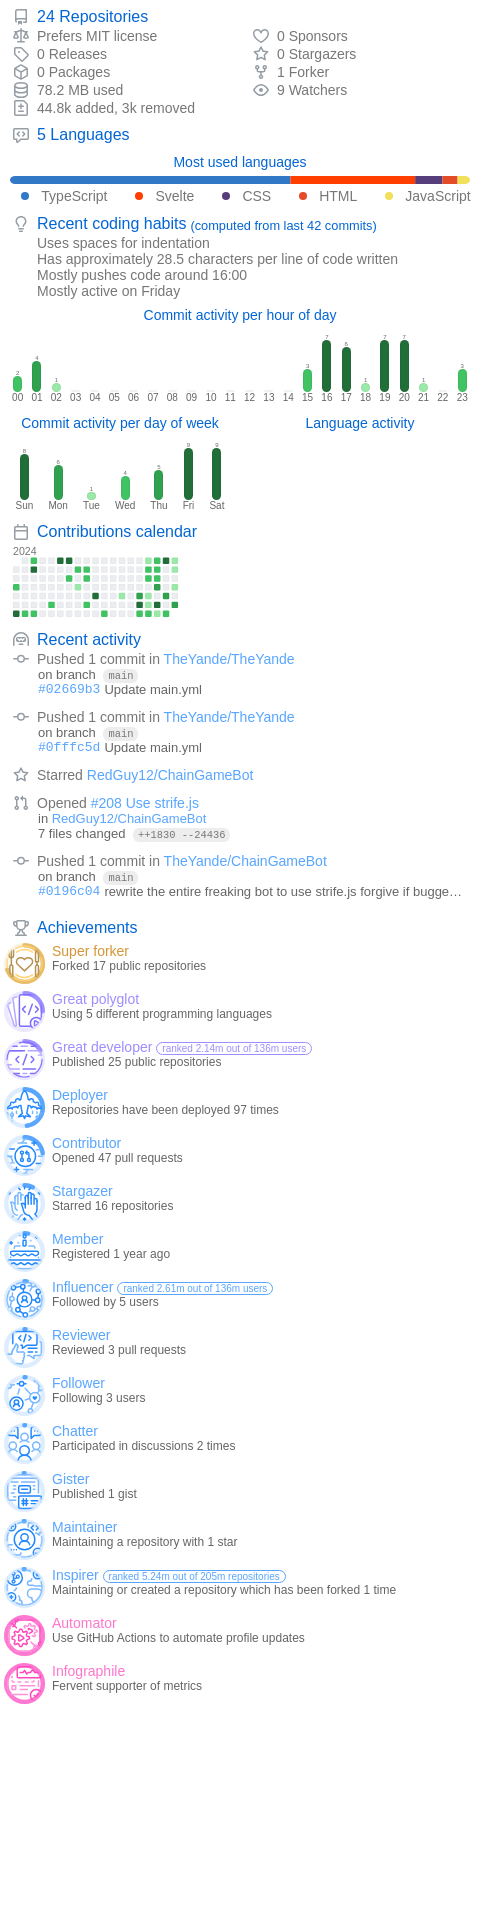 24 Repositories
Prefers MIT license
0 Sponsors
0 Releases
0 Stargazers
0 Packages
1 Forker
78.2 MB used
9 Watchers
44.8k added, 3k removed
5 Languages
Most used languages
TypeScript Svelte CSS HTML JavaScript
Recent coding habits (computed from last 42 commits)
Uses spaces for indentation
Has approximately 28.5 characters per line of code written
Mostly pushes code around 16:00
Mostly active on Friday
Commit activity per hour of day
2 4 1 3 7 6 1 7 7 1 3
00 01 02 03 04 05 06 07 08 09 10 11 12 13 14 15 16 17 18 19 20 21 22 23
Commit activity per day of week
Language activity
8 6 1 4 5 9 9
Sun Mon Tue Wed Thu Fri Sat
Contributions calendar
2024
Recent activity
Pushed 1 commit in TheYande/TheYande
on branch main
#02669b3 Update main.yml
Pushed 1 commit in TheYande/TheYande
on branch main
#0fffc5d Update main.yml
Starred RedGuy12/ChainGameBot
Opened #208 Use strife.js
in RedGuy12/ChainGameBot
7 files changed ++1830 --24436
Pushed 1 commit in TheYande/ChainGameBot
on branch main
#0196c04 rewrite the entire freaking bot to use strife.js forgive if bugge…
Achievements
Super forker
Forked 17 public repositories
Great polyglot
Using 5 different programming languages
Great developer ranked 2.14m out of 136m users
Published 25 public repositories
Deployer
Repositories have been deployed 97 times
Contributor
Opened 47 pull requests
Stargazer
Starred 16 repositories
Member
Registered 1 year ago
Influencer ranked 2.61m out of 136m users
Followed by 5 users
Reviewer
Reviewed 3 pull requests
Follower
Following 3 users
Chatter
Participated in discussions 2 times
Gister
Published 1 gist
Maintainer
Maintaining a repository with 1 star
Inspirer ranked 5.24m out of 205m repositories
Maintaining or created a repository which has been forked 1 time
Automator
Use GitHub Actions to automate profile updates
Infographile
Fervent supporter of metrics